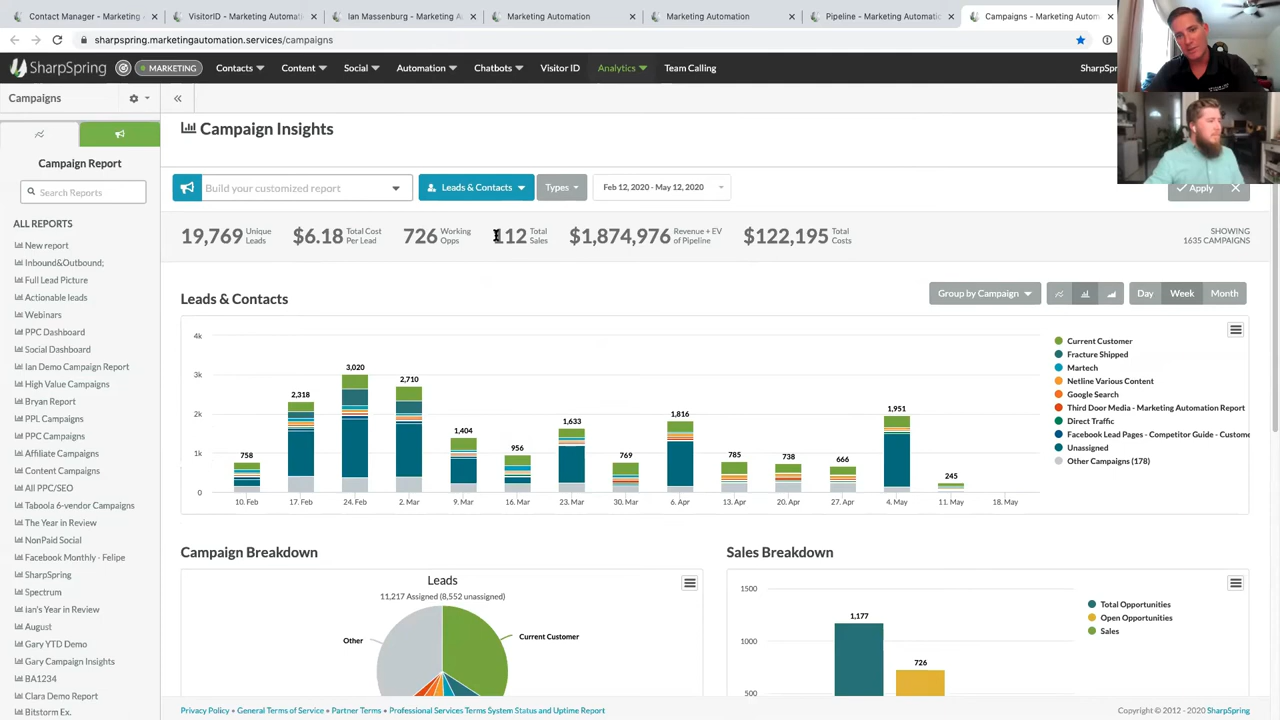 Contact Manager - Marketing A
VisitorID - Marketing Automati
Ian Massenburg - Marketing A
Marketing Automation
Marketing Automation
Pipeline - Marketing Automatio
Campaigns - Marketing Autom
sharpspring.marketingautomation.services/campaigns
SharpSpring MARKETING Contacts Content Social Automation Chatbots Visitor ID Analytics Team Calling SharpS
Campaigns
Campaign Insights
Campaign Report
Search Reports
ALL REPORTS
New report
Inbound&Outbound;
Full Lead Picture
Actionable leads
Webinars
PPC Dashboard
Social Dashboard
Ian Demo Campaign Report
High Value Campaigns
Bryan Report
PPL Campaigns
PPC Campaigns
Affiliate Campaigns
Content Campaigns
All PPC/SEO
Taboola 6-vendor Campaigns
The Year in Review
NonPaid Social
Facebook Monthly - Felipe
SharpSpring
Spectrum
Ian's Year in Review
August
Gary YTD Demo
Gary Campaign Insights
BA1234
Clara Demo Report
Bitstorm Ex.
Build your customized report Leads & Contacts Types Feb 12, 2020 - May 12, 2020 Apply
19,769 Unique Leads
$6.18 Total Cost Per Lead
726 Working Opps
112 Total Sales
$1,874,976 Revenue + EV of Pipeline
$122,195 Total Costs
SHOWING
1635 CAMPAIGNS
Leads & Contacts
Group by Campaign Day Week Month
4k
3k
2k
1k
0
758
2,318
3,020
2,710
1,404
956
1,633
769
1,816
785
738
666
1,951
245
10. Feb 17. Feb 24. Feb 2. Mar 9. Mar 16. Mar 23. Mar 30. Mar 6. Apr 13. Apr 20. Apr 27. Apr 4. May 11. May 18. May
Current Customer
Fracture Shipped
Martech
Netline Various Content
Google Search
Third Door Media - Marketing Automation Report
Direct Traffic
Facebook Lead Pages - Competitor Guide - Custome
Unassigned
Other Campaigns (178)
Campaign Breakdown
Leads
11,217 Assigned (8,552 unassigned)
Other
Current Customer
Sales Breakdown
1500
1000
500
1,177
726
Total Opportunities
Open Opportunities
Sales
Privacy Policy • General Terms of Service • Partner Terms • Professional Services Terms System Status and Uptime Report
Copyright © 2012 - 2020 SharpSpring